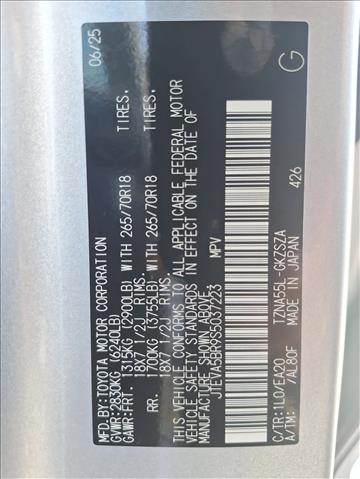 MFD.BY:TOYOTA MOTOR CORPORATION 06/25
GVWR:2830KG (6240LB)
GAWR:FRT. 1315KG (2900LB) WITH 265/70R18 TIRES,
18X7 1/2J RIMS,
RR. 1700KG (3755LB) WITH 265/70R18 TIRES,
18X7 1/2J RIMS,
THIS VEHICLE CONFORMS TO ALL APPLICABLE FEDERAL MOTOR
VEHICLE SAFETY STANDARDS IN EFFECT ON THE DATE OF
MANUFACTURE SHOWN ABOVE.
JTEVA5BR9S5037223 MPV
C/TR:1L0/EA20 TZNA55L-GKZSZA G
A/TM: /AL80F MADE IN JAPAN 426